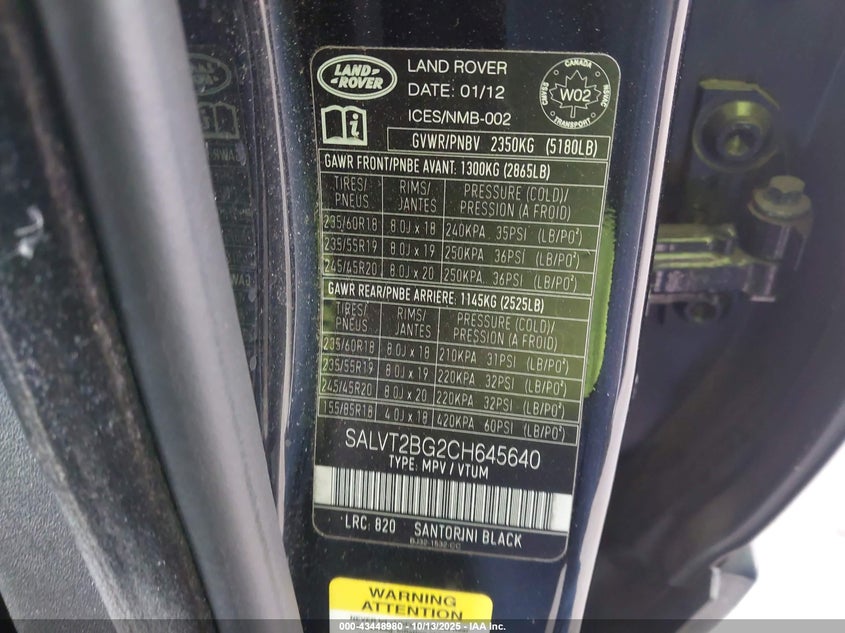 LAND ROVER
LAND ROVER
DATE: 01/12
ICES/NMB-002
CANADA
CMVSS
W02
NSVAC
TRANSPORT
GVWR/PNBV 2350KG (5180LB)
GAWR FRONT/PNBE AVANT: 1300KG (2865LB)
TIRES/ PNEUS RIMS/ JANTES PRESSURE (COLD)/ PRESSION (A FROID)
235/60R18 8.0J x 18 240KPA 35PSI (LB/PO²)
235/55R19 8.0J x 19 250KPA 36PSI (LB/PO²)
245/45R20 8.0J x 20 250KPA 36PSI (LB/PO²)
GAWR REAR/PNBE ARRIERE: 1145KG (2525LB)
TIRES/ PNEUS RIMS/ JANTES PRESSURE (COLD)/ PRESSION (A FROID)
235/60R18 8.0J x 18 210KPA 31PSI (LB/PO²)
235/55R19 8.0J x 19 220KPA 32PSI (LB/PO²)
245/45R20 8.0J x 20 220KPA 32PSI (LB/PO²)
155/85R18 4.0J x 18 420KPA 60PSI (LB/PO²)
SALVT2BG2CH645640
TYPE: MPV / VTUM
LRC: 820 SANTORINI BLACK
WARNING
ATTENTION
000-43448980 - 10/13/2025 - IAA Inc.